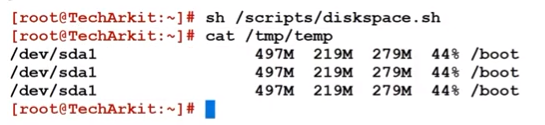 [root@TechArkit:~]# sh /scripts/diskspace.sh
[root@TechArkit:~]# cat /tmp/temp
/dev/sda1 497M 219M 279M 44% /boot
/dev/sda1 497M 219M 279M 44% /boot
/dev/sda1 497M 219M 279M 44% /boot
[root@TechArkit:~]#